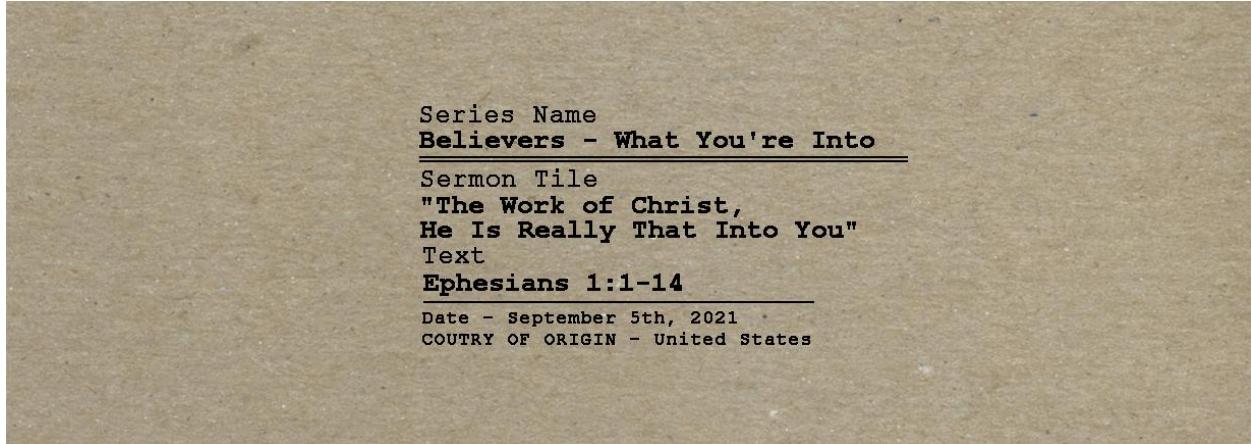 Series Name
Believers - What You're Into
Sermon Tile
"The Work of Christ,
He Is Really That Into You"
Text
Ephesians 1:1-14
Date - September 5th, 2021
COUTRY OF ORIGIN - United States